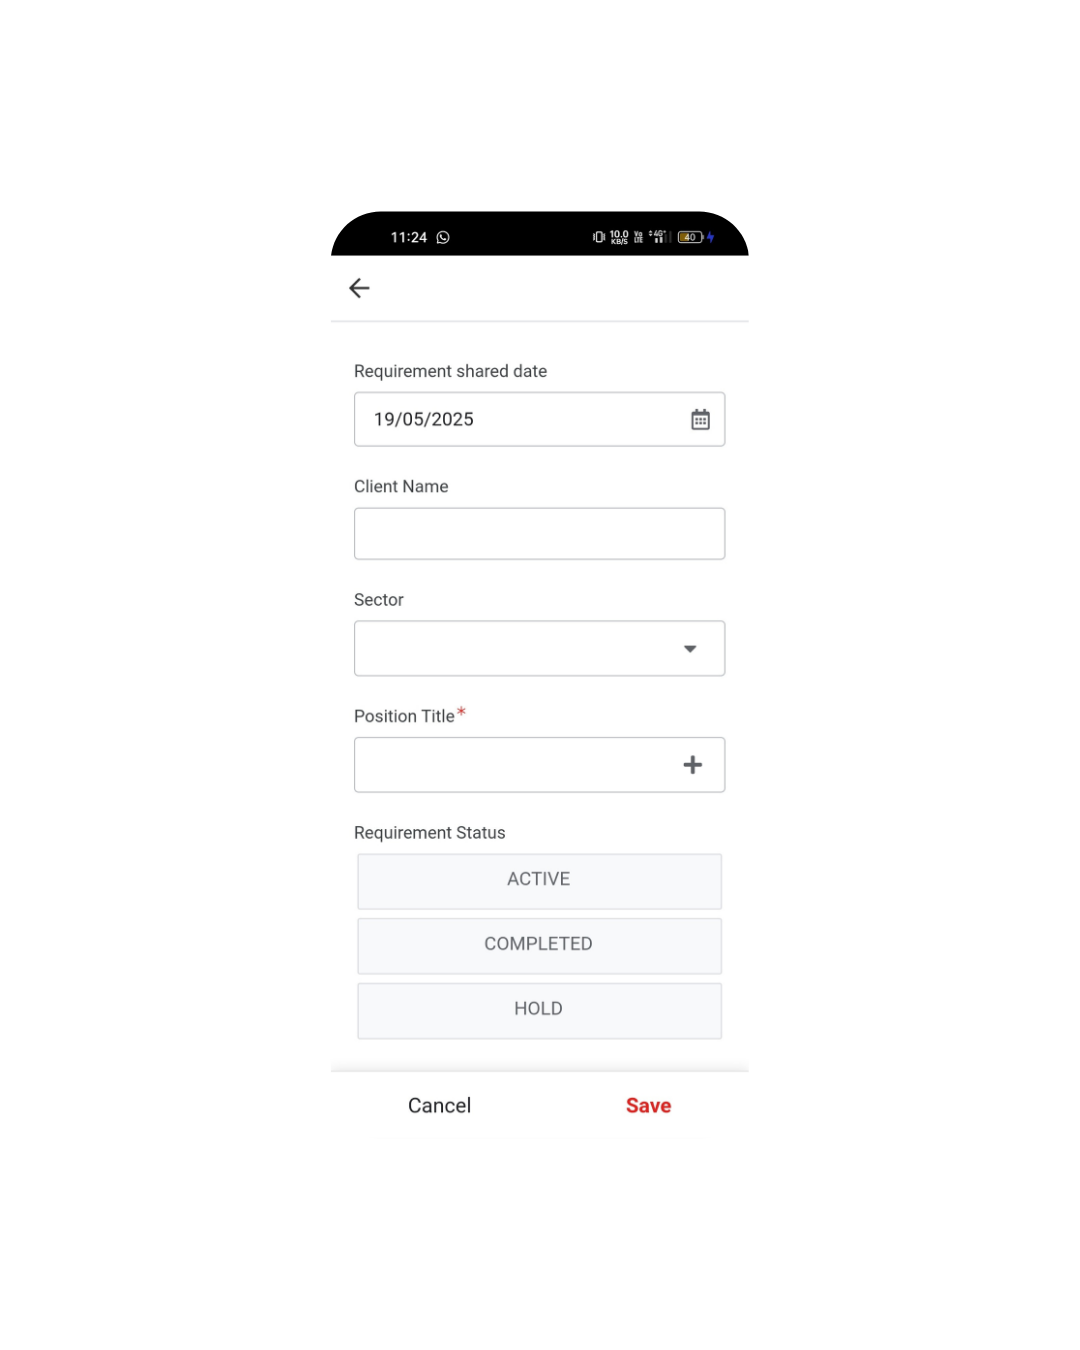 11:24 10.0 KB/S Vo LTE 4G+ 40
Requirement shared date
19/05/2025
Client Name
Sector
Position Title*
Requirement Status
ACTIVE
COMPLETED
HOLD
Cancel Save